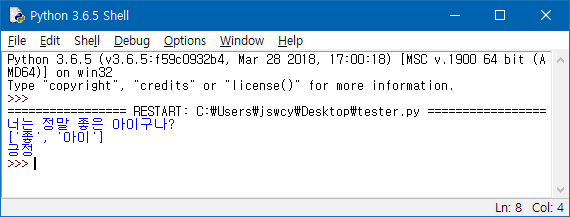 Python 3.6.5 Shell
File Edit Shell Debug Options Window Help
Python 3.6.5 (v3.6.5:f59c0932b4, Mar 28 2018, 17:00:18) [MSC v.1900 64 bit (A
MD64)] on win32
Type "copyright", "credits" or "license()" for more information.
>>>
================ RESTART: C:₩Users₩jswcy₩Desktop₩tester.py ================
너는 정말 좋은 아이구나?
['좋', '아이']
긍정
>>>
Ln: 8 Col: 4